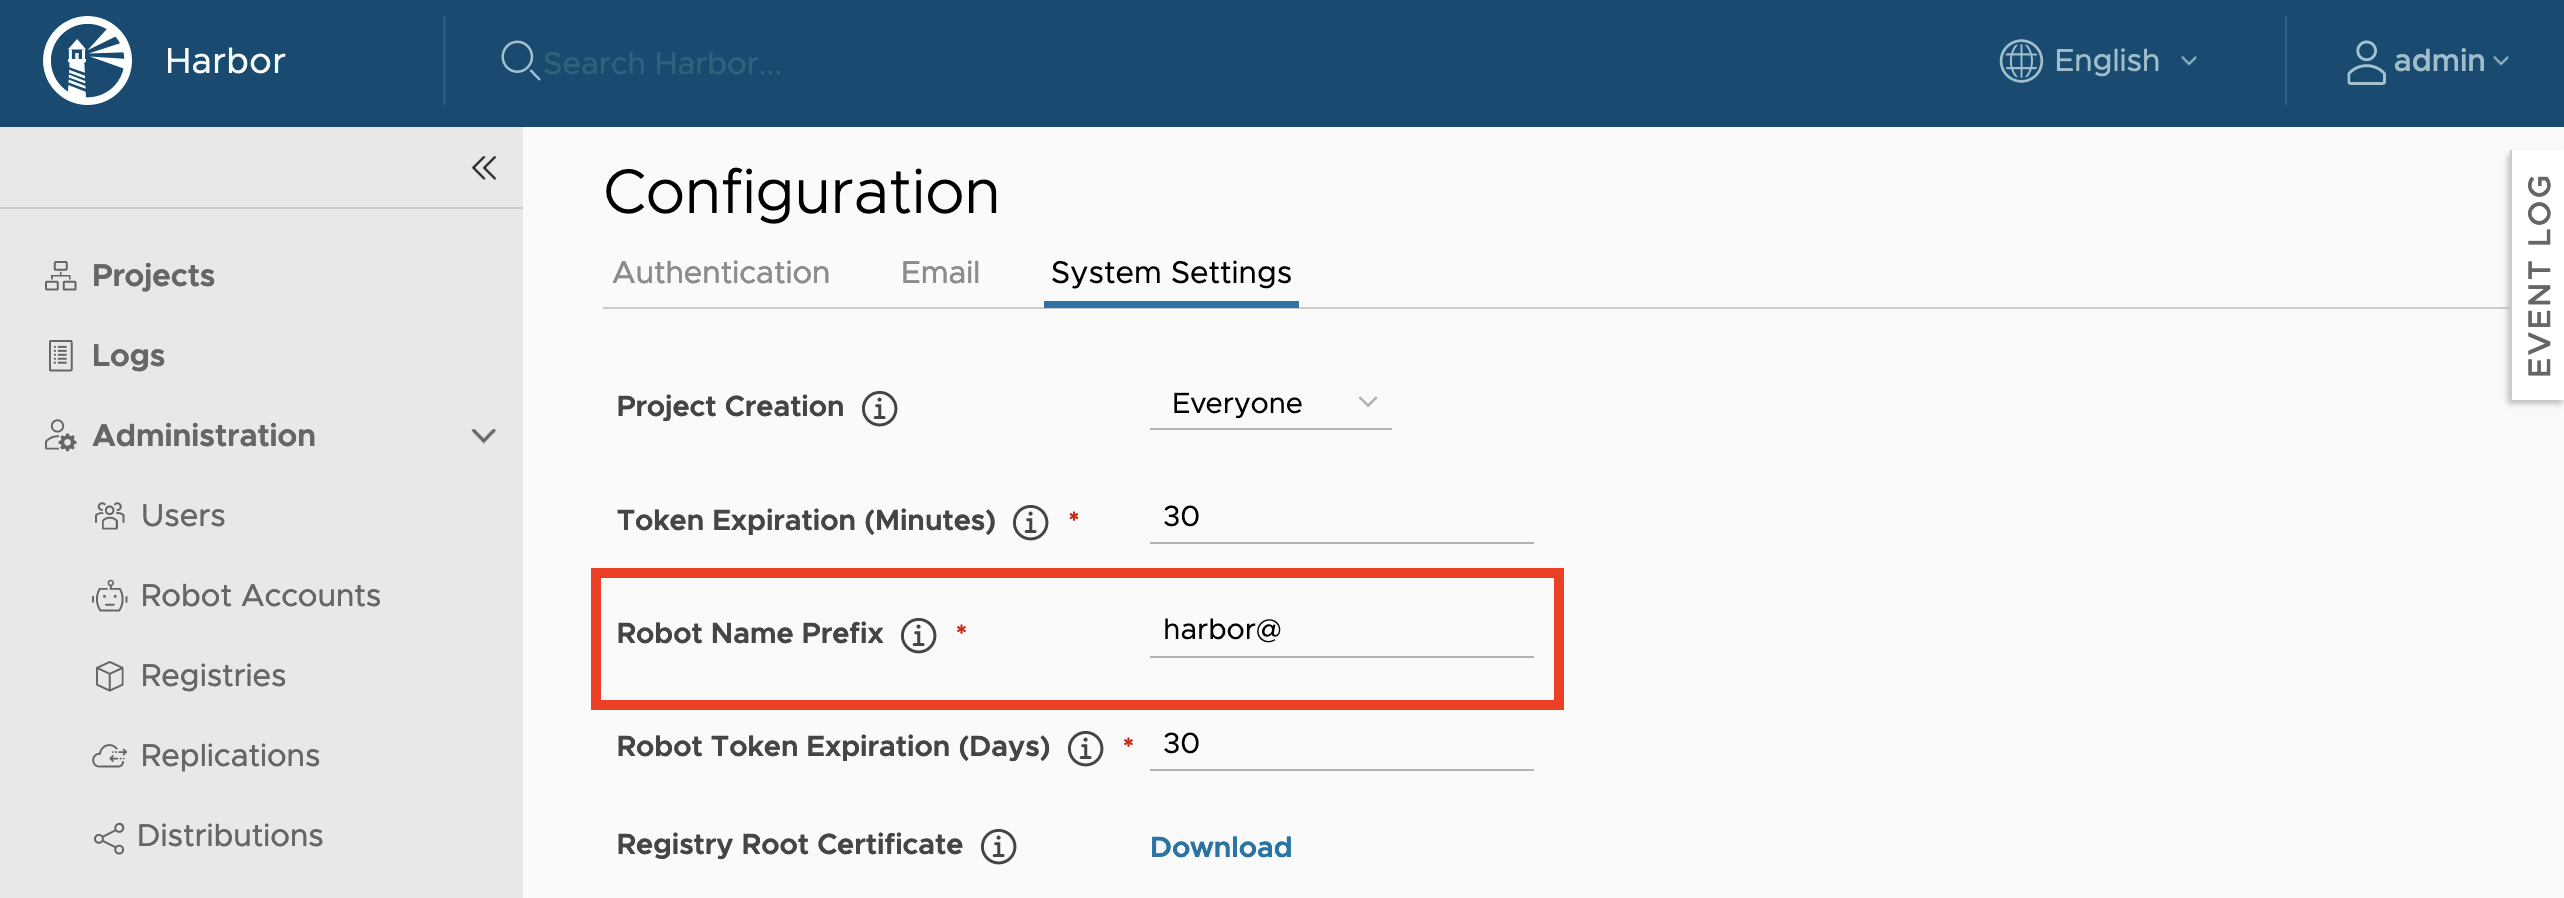 Harbor
Search Harbor...
English
admin
Projects
Logs
Administration
Users
Robot Accounts
Registries
Replications
Distributions
Configuration
Authentication Email System Settings
Project Creation Everyone
Token Expiration (Minutes) * 30
Robot Name Prefix * harbor@
Robot Token Expiration (Days) * 30
Registry Root Certificate Download
EVENT LOG